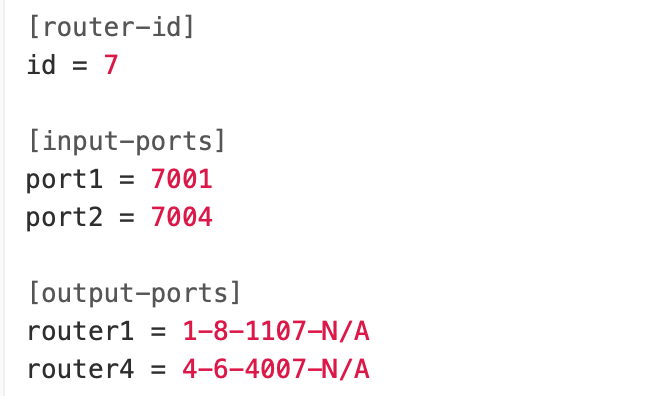 [router-id]
id = 7
[input-ports]
port1 = 7001
port2 = 7004
[output-ports]
router1 = 1-8-1107-N/A
router4 = 4-6-4007-N/A